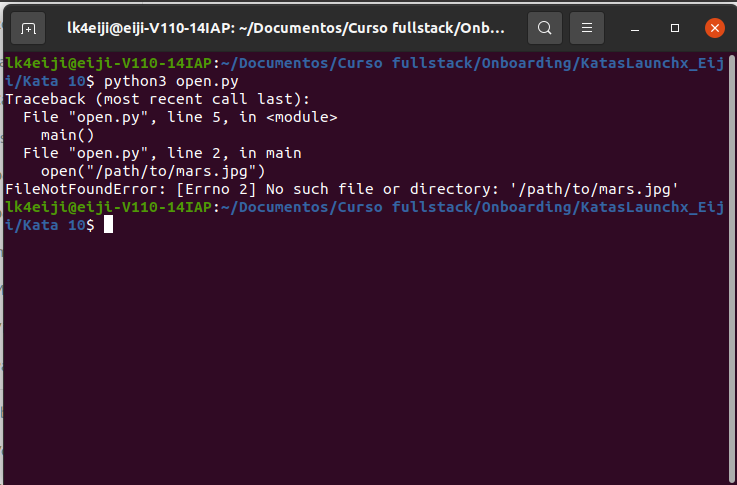 lk4eiji@eiji-V110-14IAP: ~/Documentos/Curso fullstack/Onb...
lk4eiji@eiji-V110-14IAP:~/Documentos/Curso fullstack/Onboarding/KatasLaunchx_Eij
i/Kata 10$ python3 open.py
Traceback (most recent call last):
  File "open.py", line 5, in <module>
    main()
  File "open.py", line 2, in main
    open("/path/to/mars.jpg")
FileNotFoundError: [Errno 2] No such file or directory: '/path/to/mars.jpg'
lk4eiji@eiji-V110-14IAP:~/Documentos/Curso fullstack/Onboarding/KatasLaunchx_Eij
i/Kata 10$